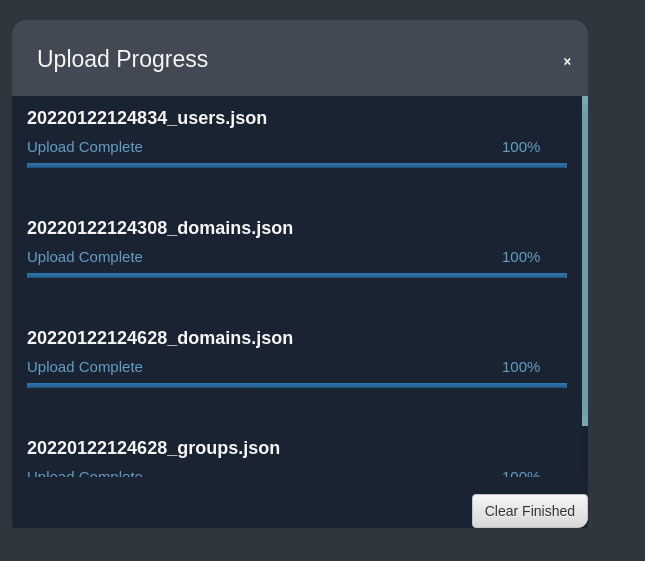 Upload Progress ×
20220122124834_users.json
Upload Complete 100%
20220122124308_domains.json
Upload Complete 100%
20220122124628_domains.json
Upload Complete 100%
20220122124628_groups.json
Upload Complete 100%
Clear Finished